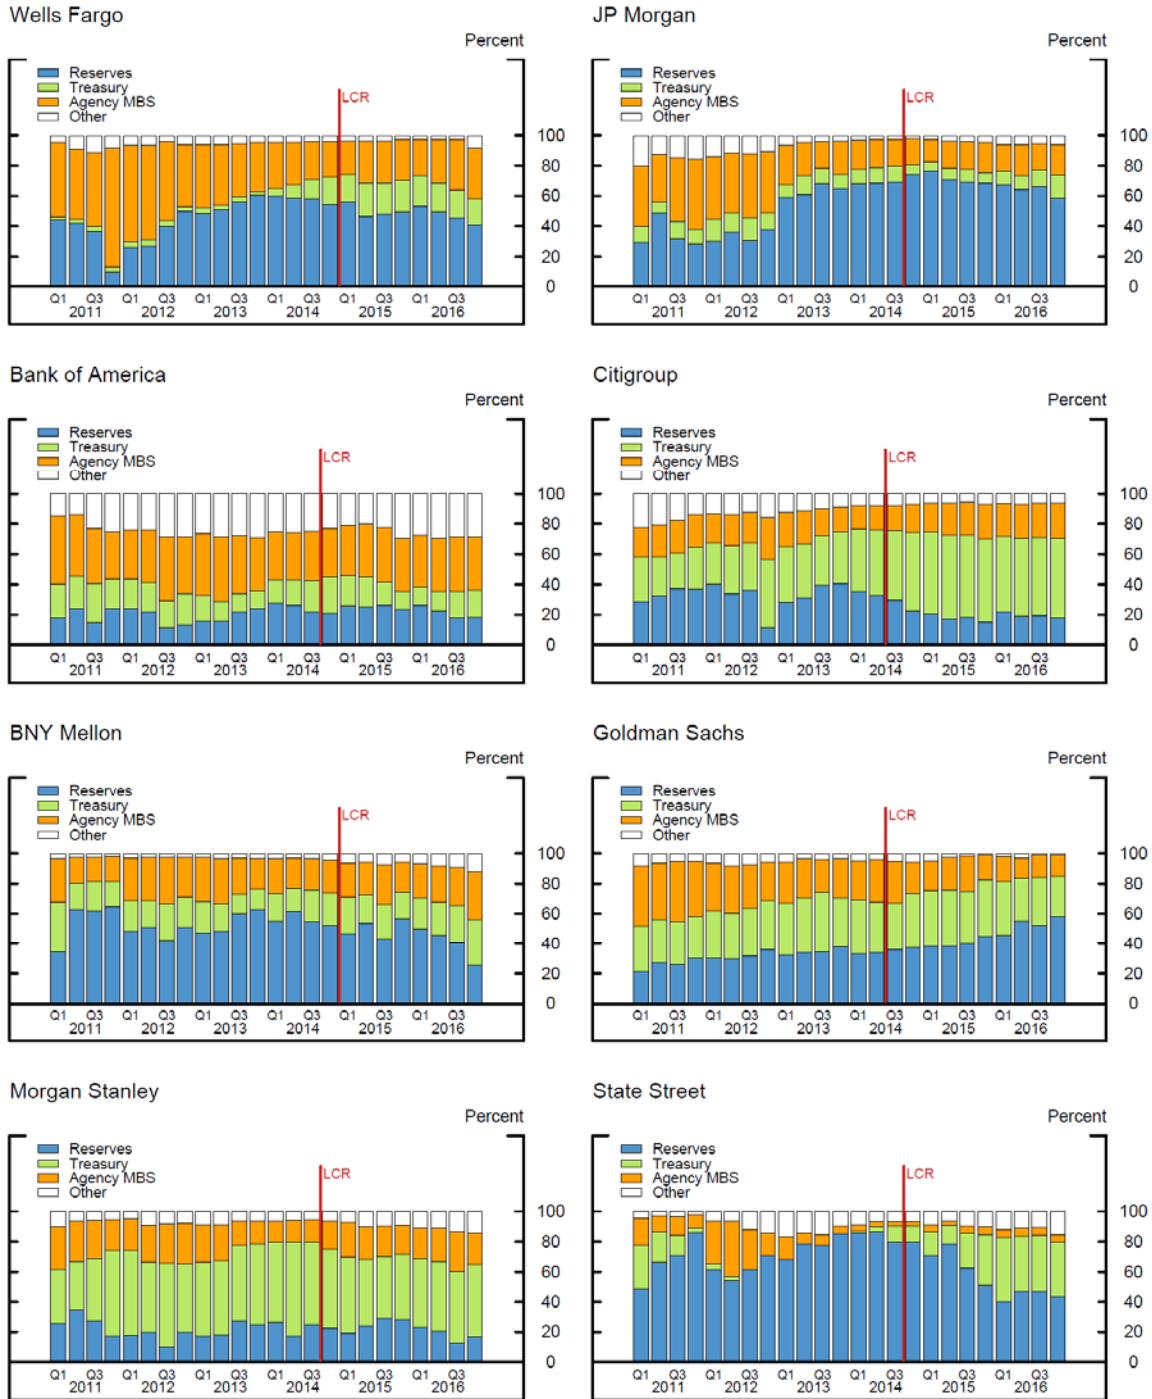 Wells Fargo
Percent
Reserves
Treasury
Agency MBS
Other
LCR
100
80
60
40
20
0
Q1 Q3 Q1 Q3 Q1 Q3 Q1 Q3 Q1 Q3 Q1 Q3
2011 2012 2013 2014 2015 2016
JP Morgan
Percent
Reserves
Treasury
Agency MBS
Other
LCR
100
80
60
40
20
0
Q1 Q3 Q1 Q3 Q1 Q3 Q1 Q3 Q1 Q3 Q1 Q3
2011 2012 2013 2014 2015 2016
Bank of America
Percent
Reserves
Treasury
Agency MBS
Other
LCR
100
80
60
40
20
0
Q1 Q3 Q1 Q3 Q1 Q3 Q1 Q3 Q1 Q3 Q1 Q3
2011 2012 2013 2014 2015 2016
Citigroup
Percent
Reserves
Treasury
Agency MBS
Other
LCR
100
80
60
40
20
0
Q1 Q3 Q1 Q3 Q1 Q3 Q1 Q3 Q1 Q3 Q1 Q3
2011 2012 2013 2014 2015 2016
BNY Mellon
Percent
Reserves
Treasury
Agency MBS
Other
LCR
100
80
60
40
20
0
Q1 Q3 Q1 Q3 Q1 Q3 Q1 Q3 Q1 Q3 Q1 Q3
2011 2012 2013 2014 2015 2016
Goldman Sachs
Percent
Reserves
Treasury
Agency MBS
Other
LCR
100
80
60
40
20
0
Q1 Q3 Q1 Q3 Q1 Q3 Q1 Q3 Q1 Q3 Q1 Q3
2011 2012 2013 2014 2015 2016
Morgan Stanley
Percent
Reserves
Treasury
Agency MBS
Other
LCR
100
80
60
40
20
0
Q1 Q3 Q1 Q3 Q1 Q3 Q1 Q3 Q1 Q3 Q1 Q3
2011 2012 2013 2014 2015 2016
State Street
Percent
Reserves
Treasury
Agency MBS
Other
LCR
100
80
60
40
20
0
Q1 Q3 Q1 Q3 Q1 Q3 Q1 Q3 Q1 Q3 Q1 Q3
2011 2012 2013 2014 2015 2016